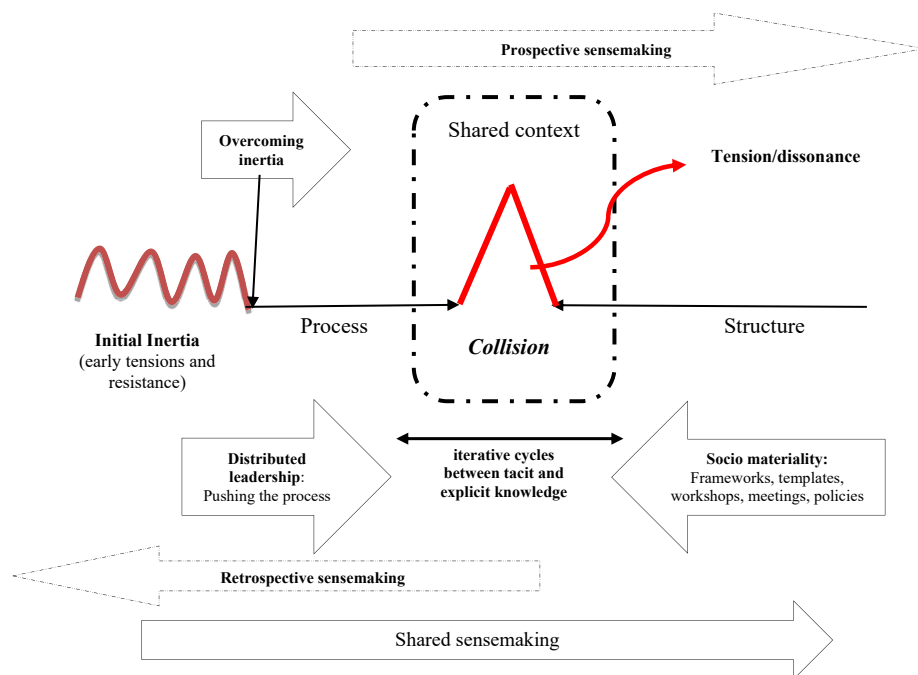 Prospective sensemaking
Overcoming
inertia
Shared context
Tension/dissonance
Process
Structure
Initial Inertia
(early tensions and
resistance)
Collision
Distributed
leadership:
Pushing the process
iterative cycles
between tacit and
explicit knowledge
Socio materiality:
Frameworks, templates,
workshops, meetings, policies
Retrospective sensemaking
Shared sensemaking